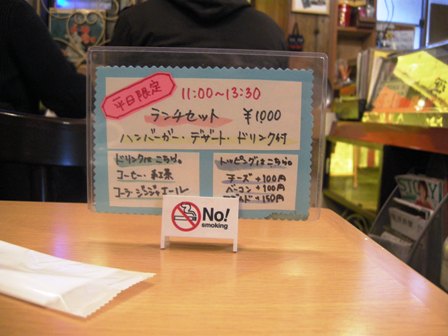 平日限定
11:00~13:30
ランチセット ¥1,000
ハンバーガー・デザート・ドリンク付
ドリンクはこちら。
コーヒー・紅茶
コーラ・ジンジャエール
トッピングはこちら。
チーズ +100円
ベーコン +100円
+150円
No!
smoking
STORY